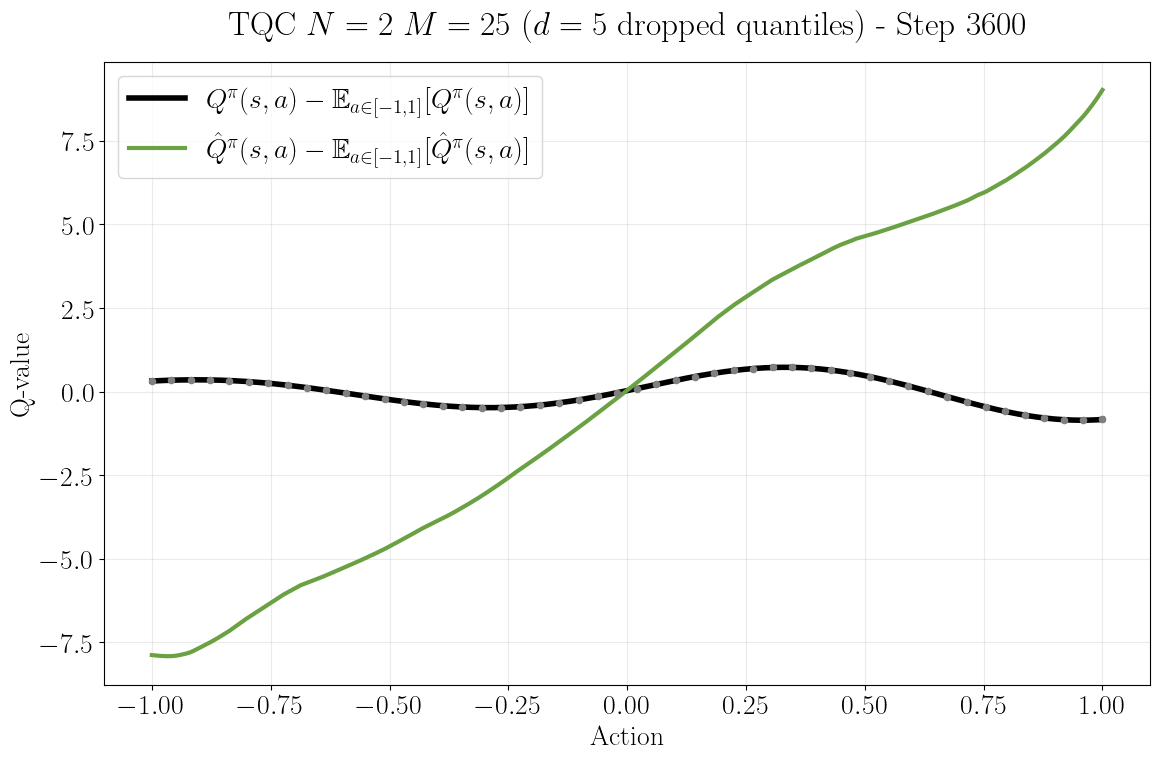 TQC N = 2 M = 25 (d = 5 dropped quantiles) - Step 3600
Q^π(s, a) − 𝔼_{a∈[−1,1]}[Q^π(s, a)]
Q̂^π(s, a) − 𝔼_{a∈[−1,1]}[Q̂^π(s, a)]
7.5
5.0
2.5
0.0
−2.5
−5.0
−7.5
Q-value
−1.00 −0.75 −0.50 −0.25 0.00 0.25 0.50 0.75 1.00
Action